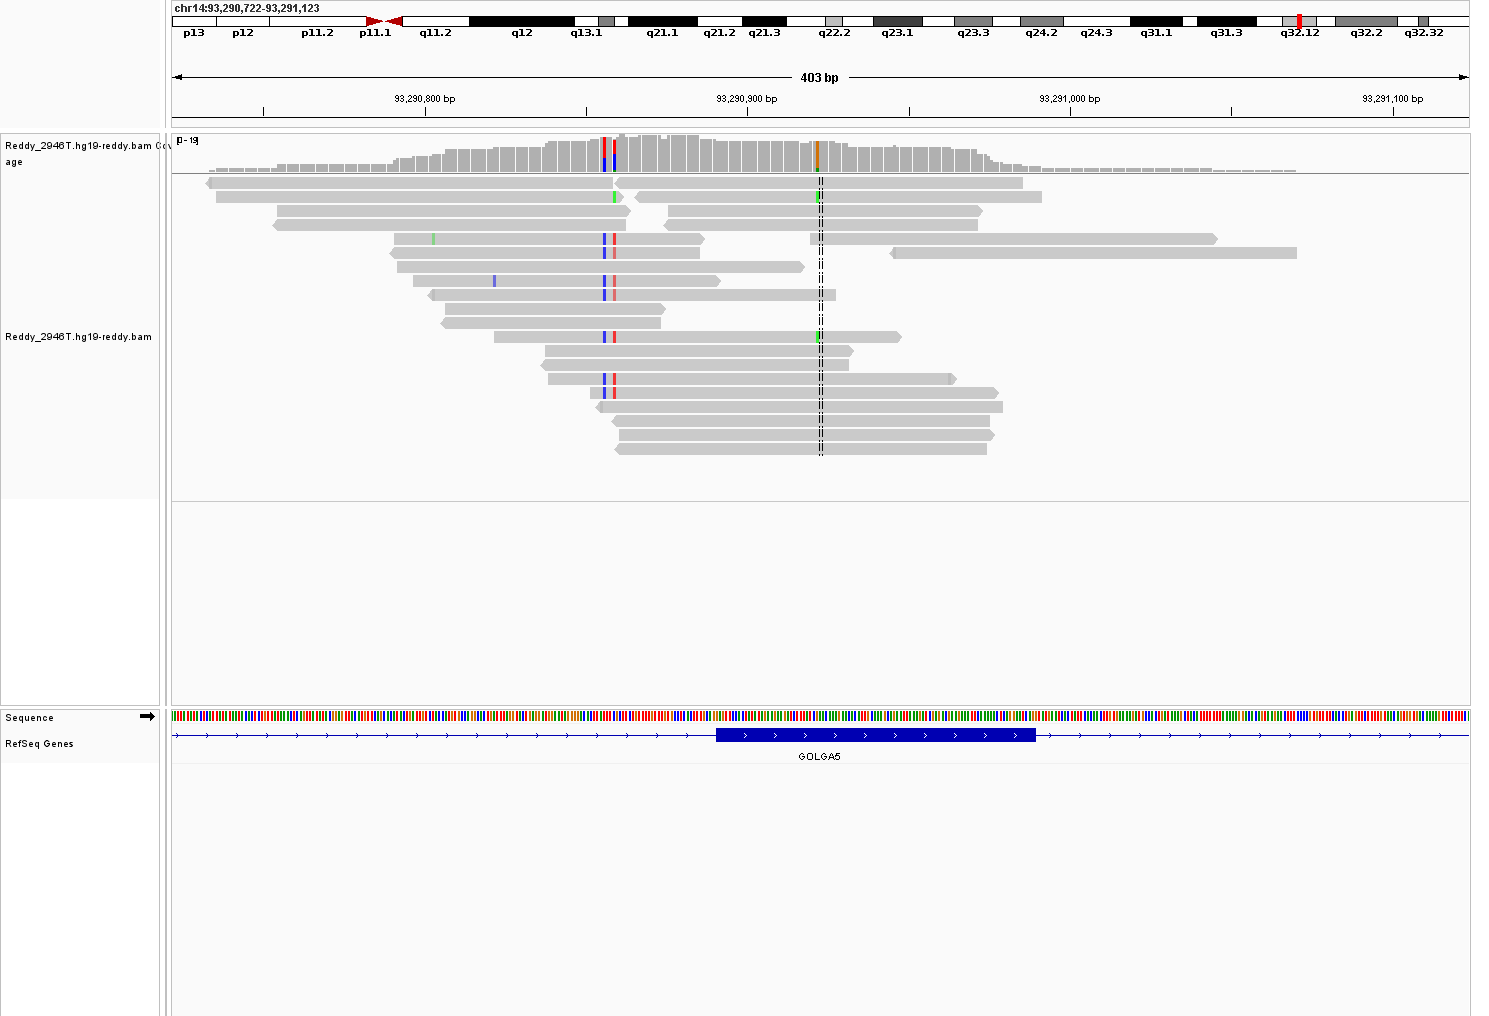 chr14:93,290,722-93,291,123
p13 p12 p11.2 p11.1 q11.2 q12 q13.1 q21.1 q21.2 q21.3 q22.2 q23.1 q23.3 q24.2 q24.3 q31.1 q31.3 q32.12 q32.2 q32.32
403 bp
93,290,800 bp 93,290,900 bp 93,291,000 bp 93,291,100 bp
[0 - 19]
Reddy_2946T.hg19-reddy.bam Cov
age
Reddy_2946T.hg19-reddy.bam
Sequence
RefSeq Genes
GOLGA5